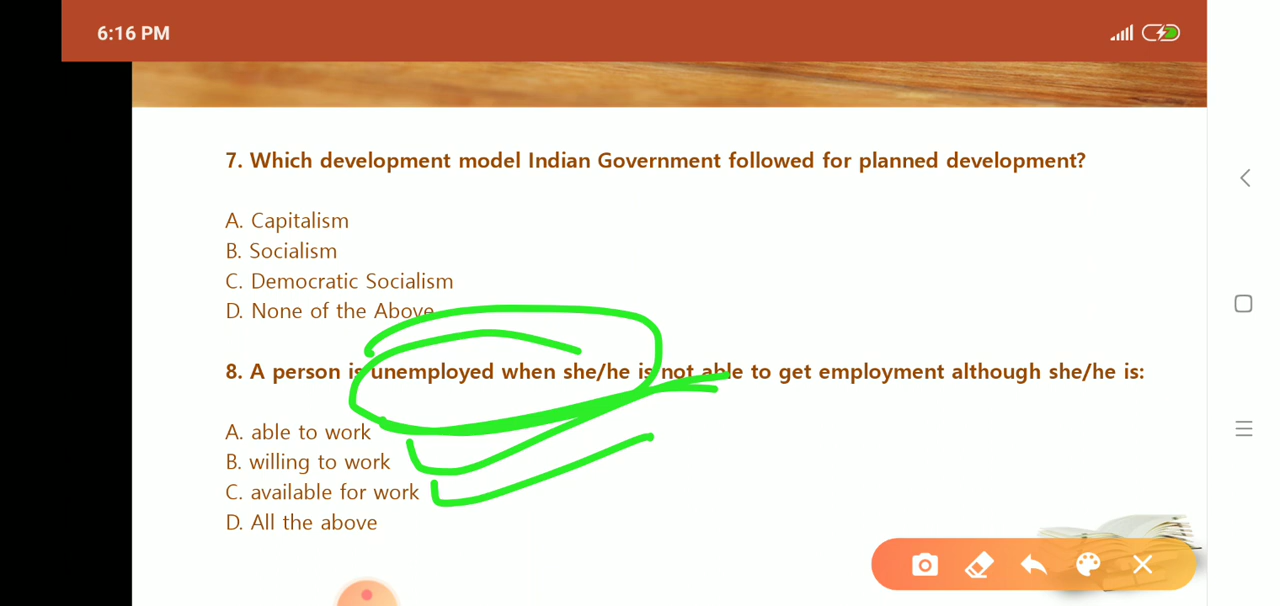 6:16 PM
7. Which development model Indian Government followed for planned development?
A. Capitalism
B. Socialism
C. Democratic Socialism
D. None of the Above
8. A person is unemployed when she/he is not able to get employment although she/he is:
A. able to work
B. willing to work
C. available for work
D. All the above